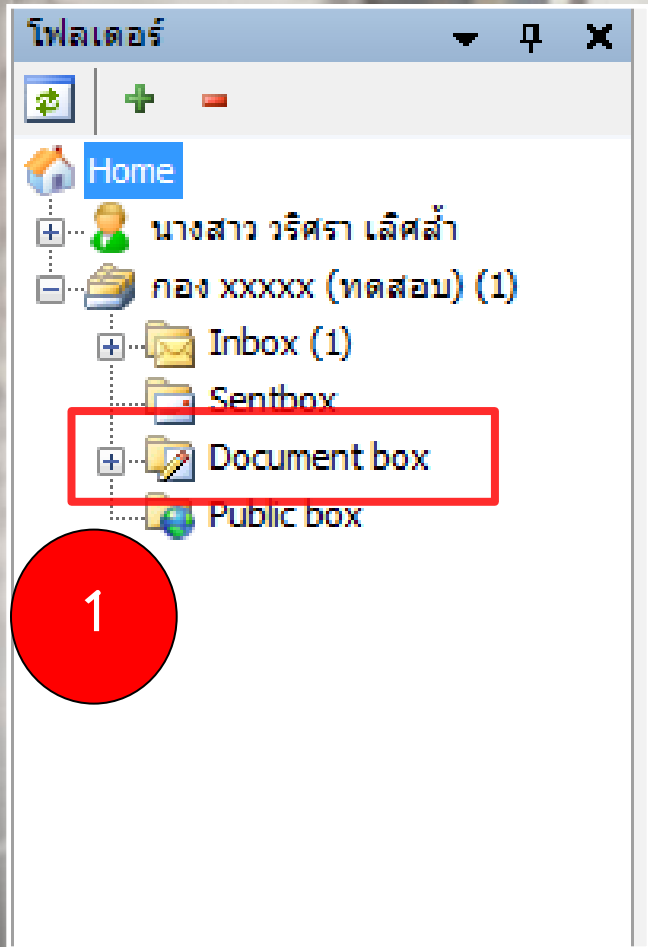 โฟลเดอร์
Home
นางสาว วริศรา เลิศล้ำ
กอง xxxxx (ทดสอบ) (1)
Inbox (1)
Sentbox
Document box
Public box
1